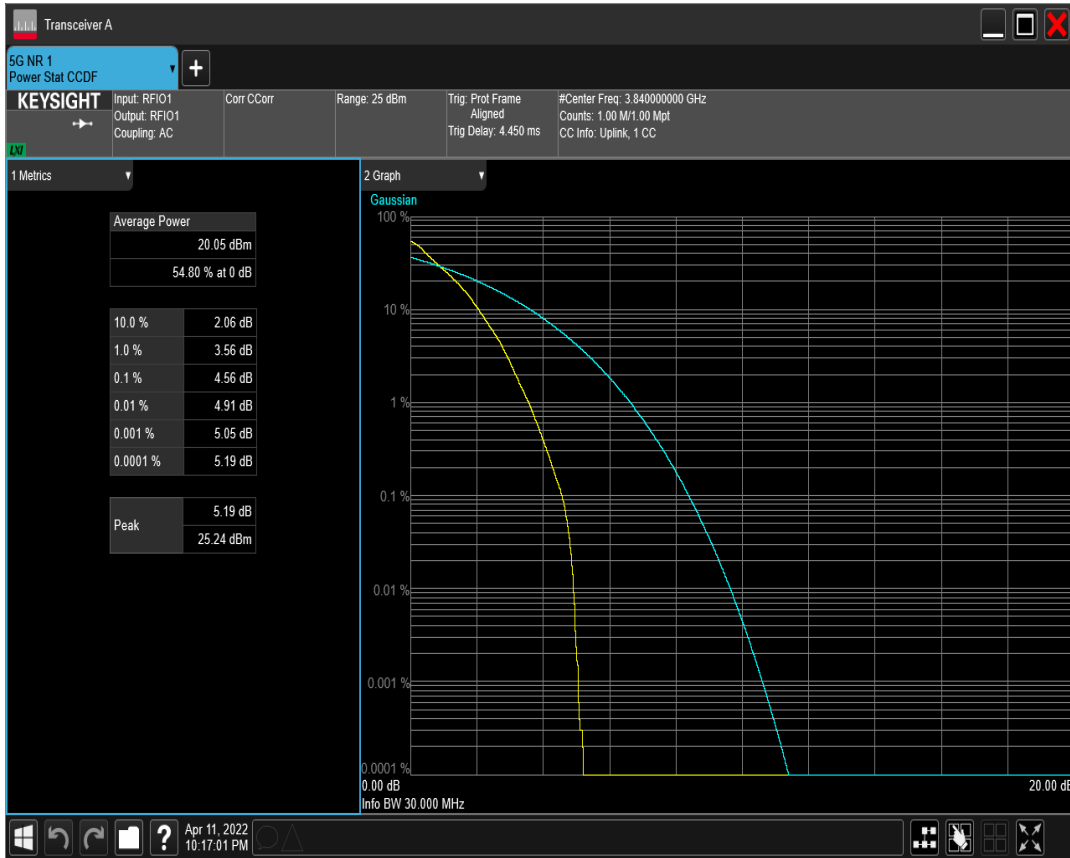 Transceiver A
5G NR 1
Power Stat CCDF
KEYSIGHT
LXI
Input: RFIO1
Output: RFIO1
Coupling: AC
Corr CCorr
Range: 25 dBm
Trig: Prot Frame
Aligned
Trig Delay: 4.450 ms
#Center Freq: 3.840000000 GHz
Counts: 1.00 M/1.00 Mpt
CC Info: Uplink, 1 CC
1 Metrics
Average Power
20.05 dBm
54.80 % at 0 dB
10.0 % 2.06 dB
1.0 % 3.56 dB
0.1 % 4.56 dB
0.01 % 4.91 dB
0.001 % 5.05 dB
0.0001 % 5.19 dB
Peak
5.19 dB
25.24 dBm
2 Graph
Gaussian
100 %
10 %
1 %
0.1 %
0.01 %
0.001 %
0.0001 %
0.00 dB
20.00 dB
Info BW 30.000 MHz
?
Apr 11, 2022
10:17:01 PM